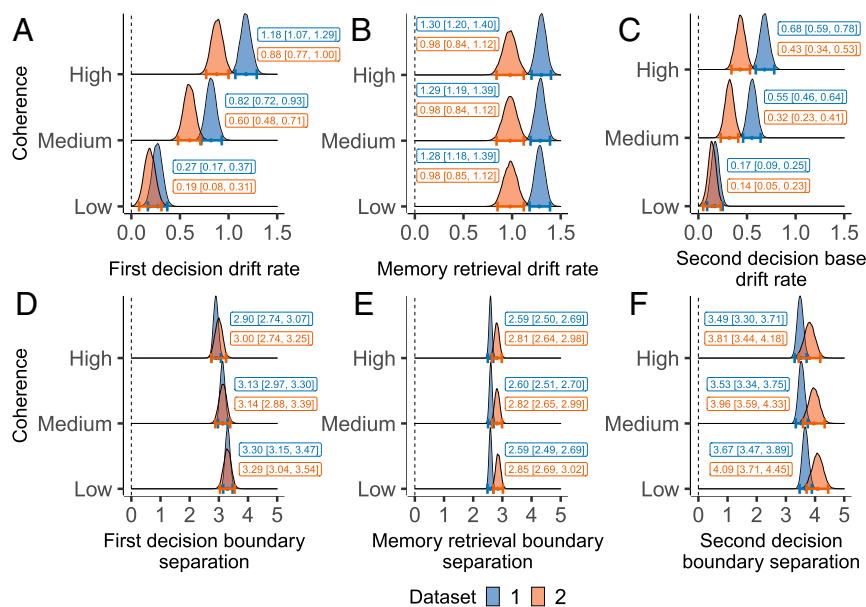 A
Coherence
High
Medium
Low
1.18 [1.07, 1.29]
0.88 [0.77, 1.00]
0.82 [0.72, 0.93]
0.60 [0.48, 0.71]
0.27 [0.17, 0.37]
0.19 [0.08, 0.31]
0.0 0.5 1.0 1.5
First decision drift rate
B
High
Medium
Low
1.30 [1.20, 1.40]
0.98 [0.84, 1.12]
1.29 [1.19, 1.39]
0.98 [0.84, 1.12]
1.28 [1.18, 1.39]
0.98 [0.85, 1.12]
0.0 0.5 1.0 1.5
Memory retrieval drift rate
C
High
Medium
Low
0.68 [0.59, 0.78]
0.43 [0.34, 0.53]
0.55 [0.46, 0.64]
0.32 [0.23, 0.41]
0.17 [0.09, 0.25]
0.14 [0.05, 0.23]
0.0 0.5 1.0 1.5
Second decision base
drift rate
D
Coherence
High
Medium
Low
2.90 [2.74, 3.07]
3.00 [2.74, 3.25]
3.13 [2.97, 3.30]
3.14 [2.88, 3.39]
3.30 [3.15, 3.47]
3.29 [3.04, 3.54]
0 1 2 3 4 5
First decision boundary
separation
E
High
Medium
Low
2.59 [2.50, 2.69]
2.81 [2.64, 2.98]
2.60 [2.51, 2.70]
2.82 [2.65, 2.99]
2.59 [2.49, 2.69]
2.85 [2.69, 3.02]
0 1 2 3 4 5
Memory retrieval boundary
separation
F
High
Medium
Low
3.49 [3.30, 3.71]
3.81 [3.44, 4.18]
3.53 [3.34, 3.75]
3.96 [3.59, 4.33]
3.67 [3.47, 3.89]
4.09 [3.71, 4.45]
0 1 2 3 4 5
Second decision
boundary separation
Dataset 1 2